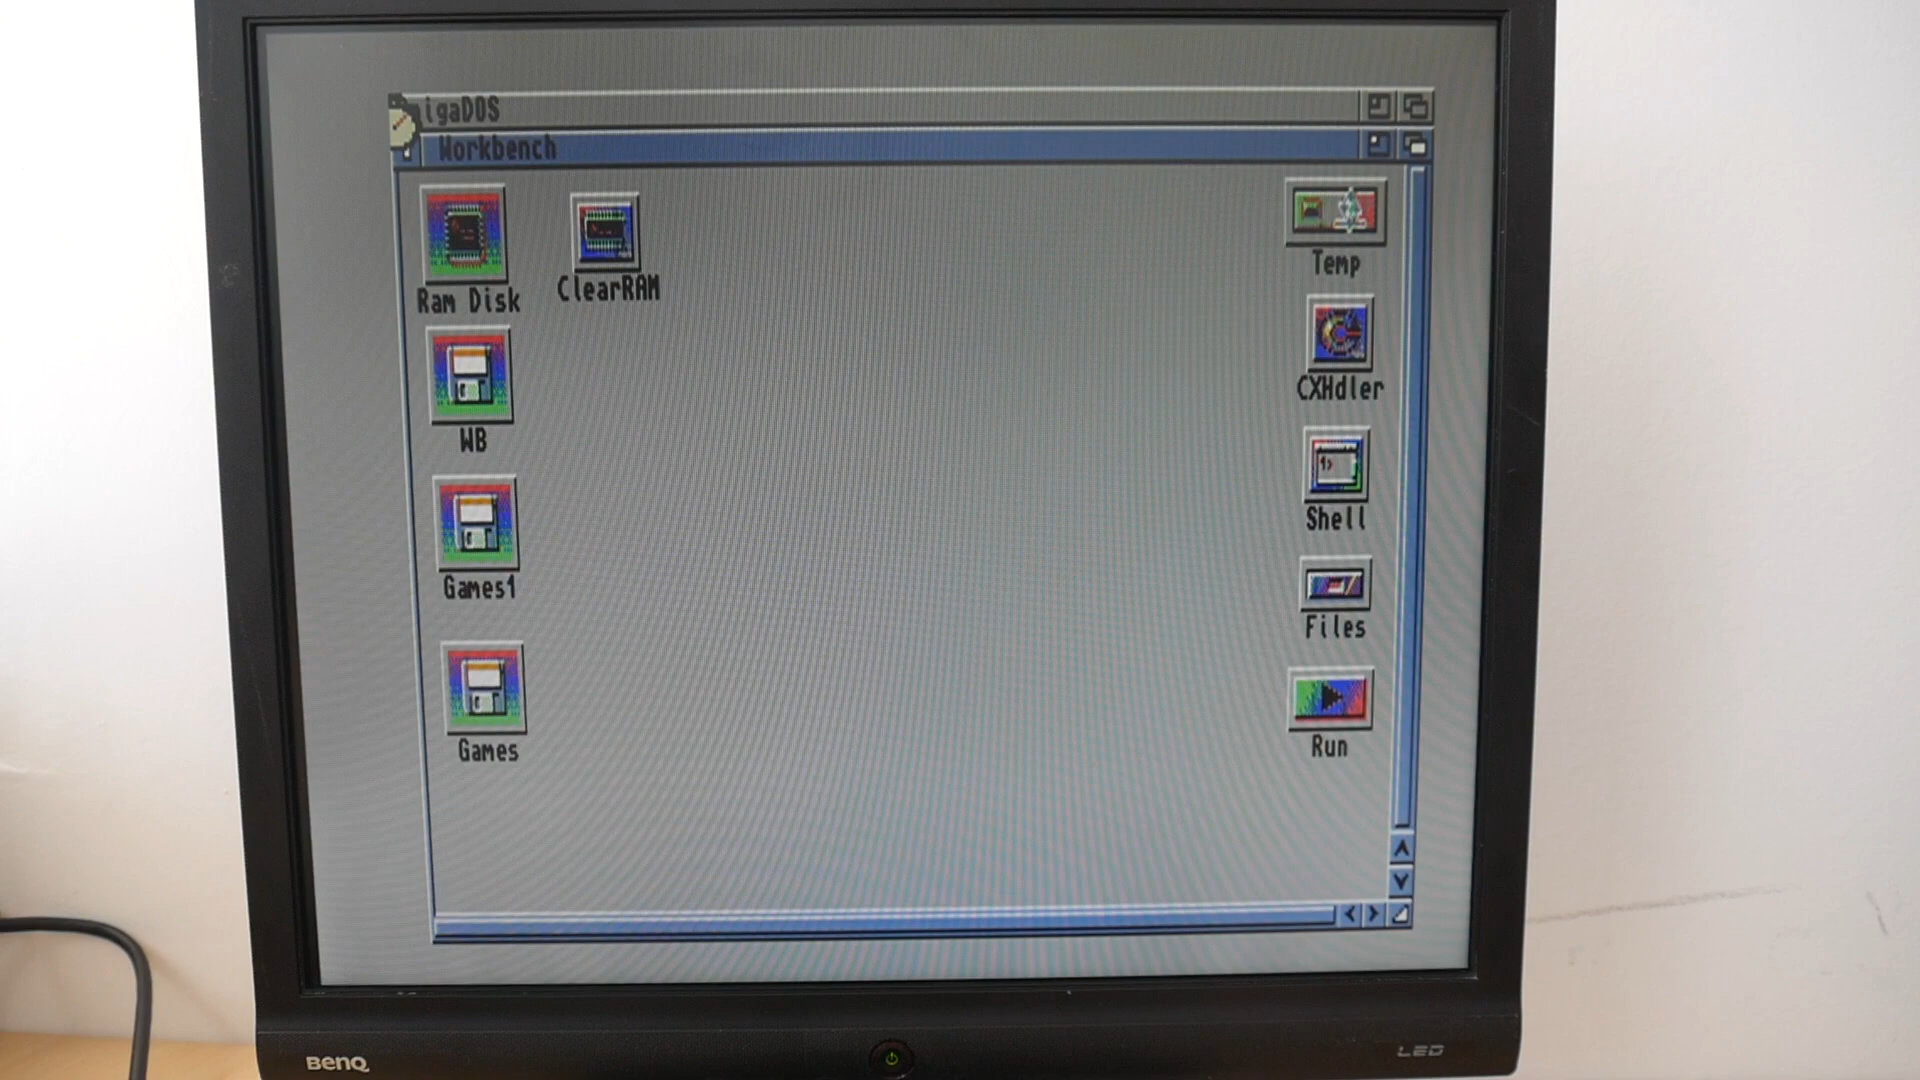 igaDOS
Workbench
Ram Disk
ClearRAM
Temp
WB
CXHdler
Games1
Shell
Files
Games
Run
BenQ
LED